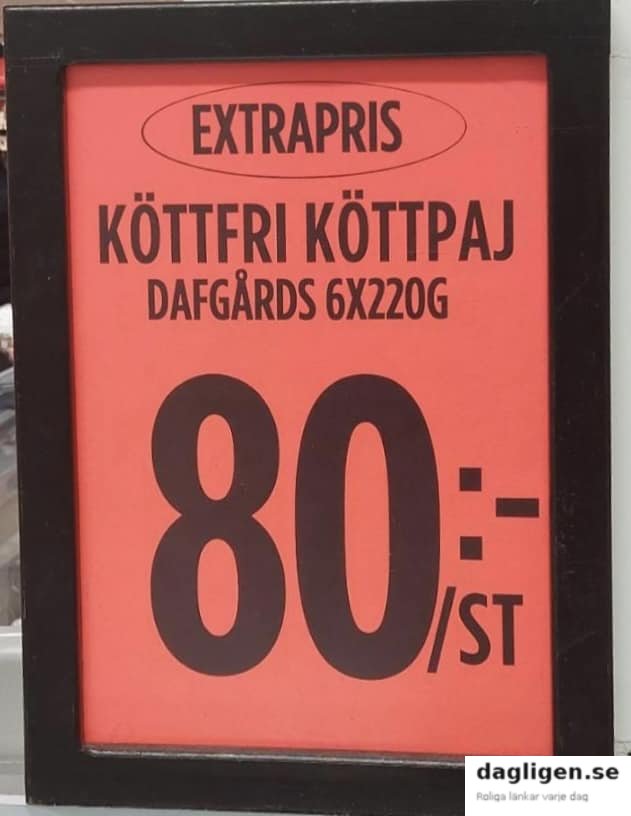 EXTRAPRIS
KÖTTFRI KÖTTPAJ
DAFGÅRDS 6X220G
80:-
/ST
dagligen.se
Roliga länkar varje dag